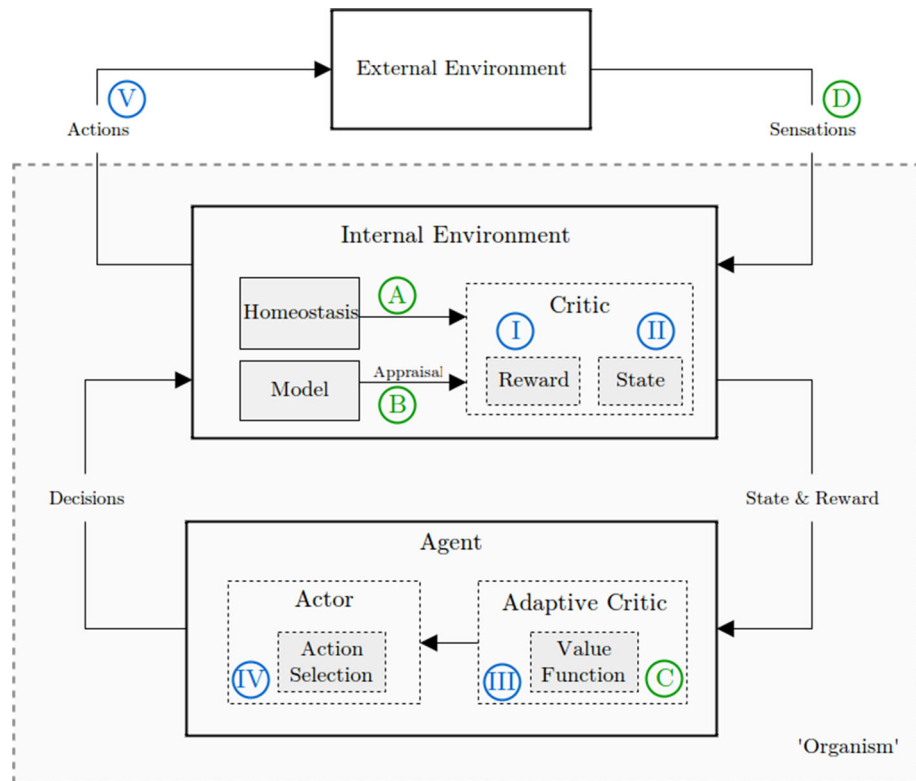 External Environment
V
D
Actions
Sensations
Internal Environment
Homeostasis
A
Critic
I
II
Appraisal
Model
B
Reward
State
Decisions
State & Reward
Agent
Actor
Adaptive Critic
Action
Selection
Value
Function
IV
III
C
'Organism'